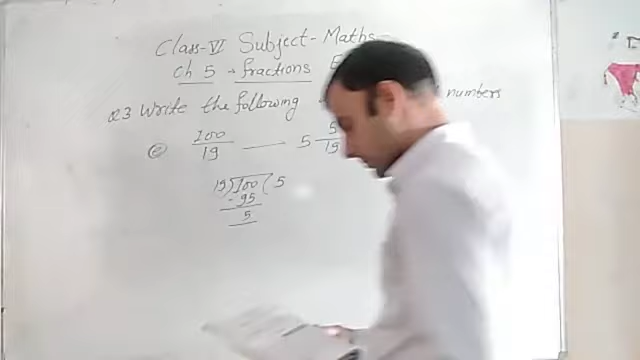 Class-VI Subject-Maths
Ch 5 → fractions E
Q3 Write the following numbers
(e) 100/19 — 5 5/19
19)100(5
-95
5